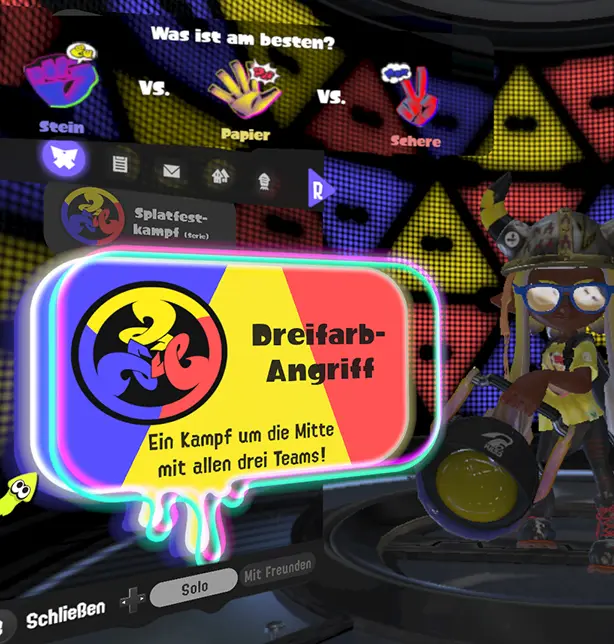 Was ist am besten?
VS.
VS.
Stein
Papier
Schere
R
Splatfest-
kampf (Serie)
Dreifarb-
Angriff
Ein Kampf um die Mitte
mit allen drei Teams!
Schließen
Solo
Mit Freunden